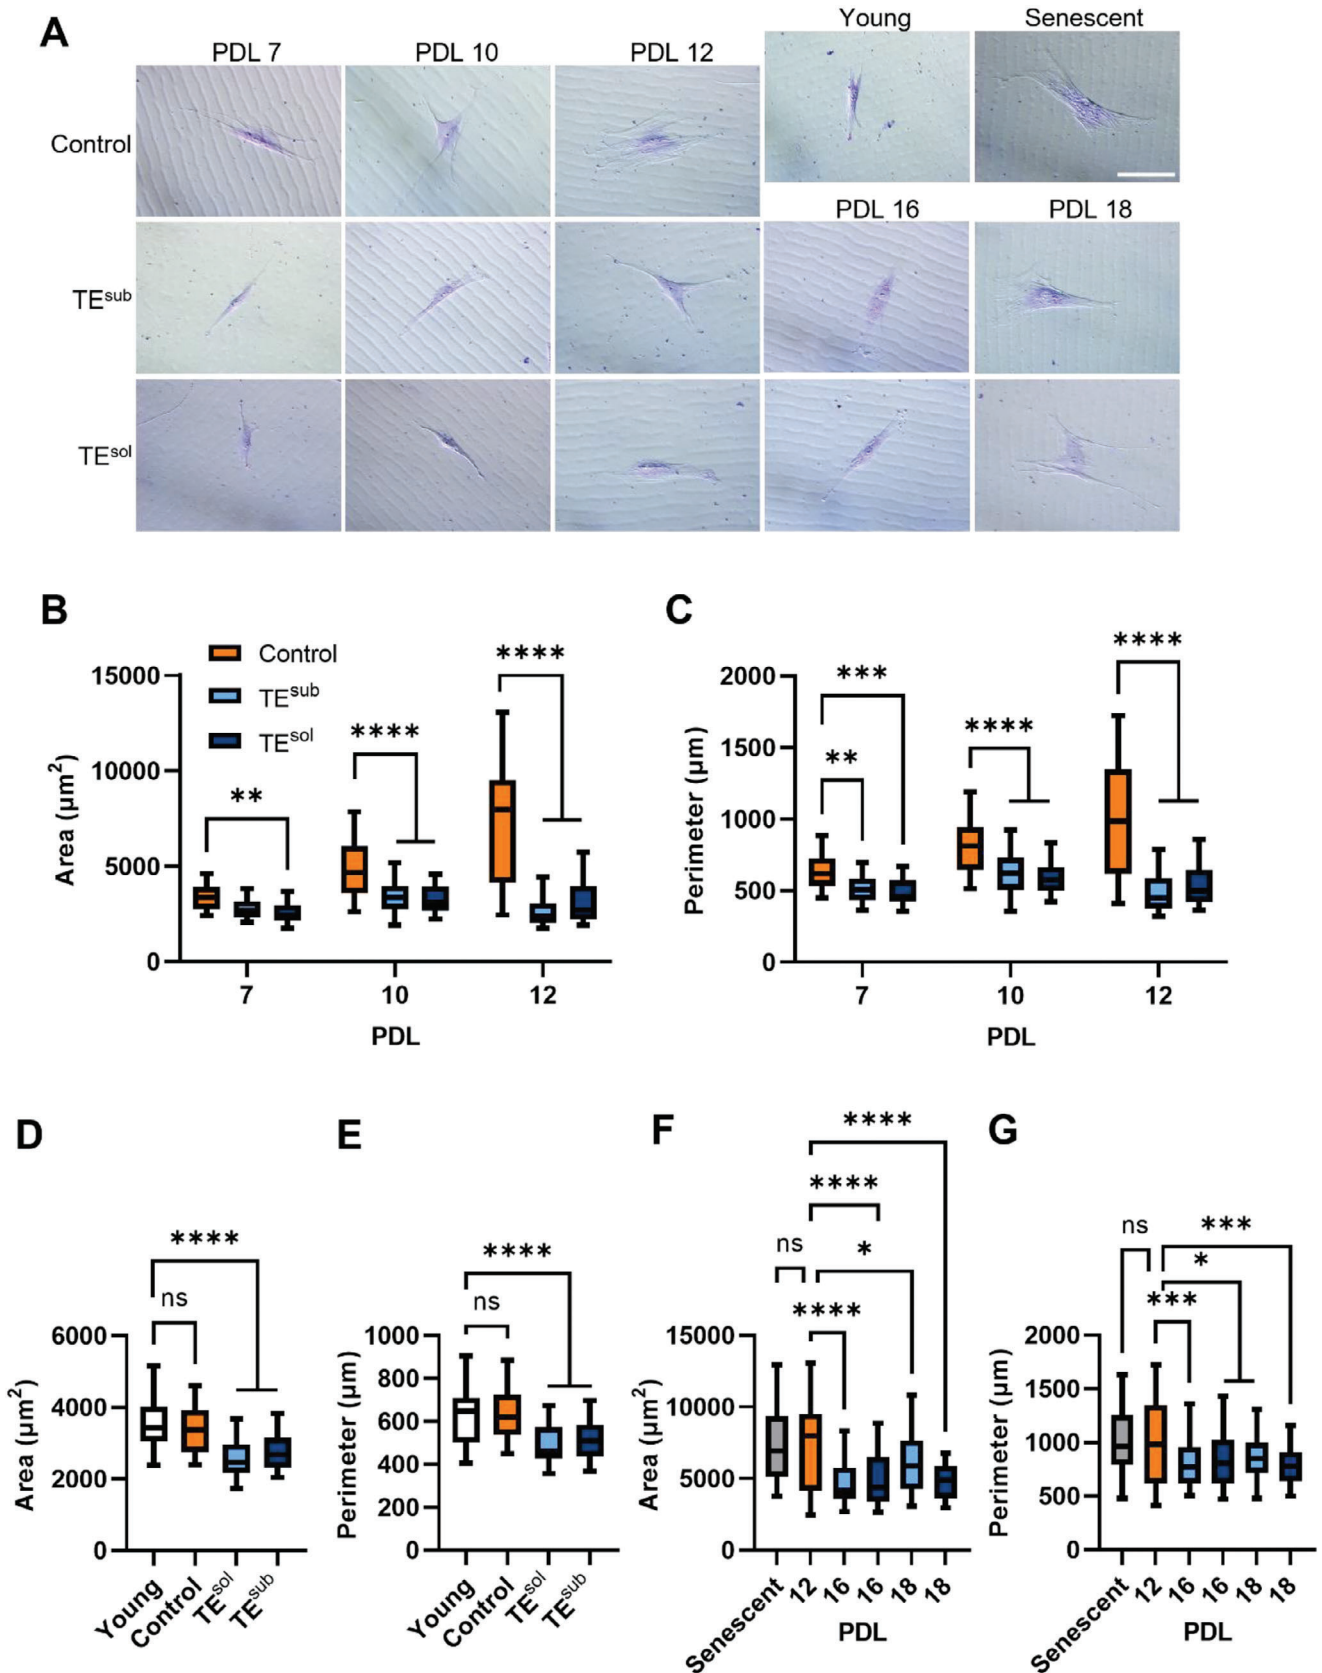 A
PDL 7
PDL 10
PDL 12
Young
Senescent
Control
PDL 16
PDL 18
TEsub
TEsol
B
Control
TEsub
TEsol
15000
10000
5000
0
Area (µm2)
**
****
****
7
10
12
PDL
C
2000
1500
1000
500
0
Perimeter (µm)
**
***
****
****
7
10
12
PDL
D
****
ns
6000
4000
2000
0
Area (µm2)
Young
Control
TEsol
TEsub
E
****
ns
1000
800
600
400
200
0
Perimeter (µm)
Young
Control
TEsol
TEsub
F
****
****
ns
*
****
15000
10000
5000
0
Area (µm2)
Senescent
12
16
16
18
18
PDL
G
ns
***
*
***
2000
1500
1000
500
0
Perimeter (µm)
Senescent
12
16
16
18
18
PDL